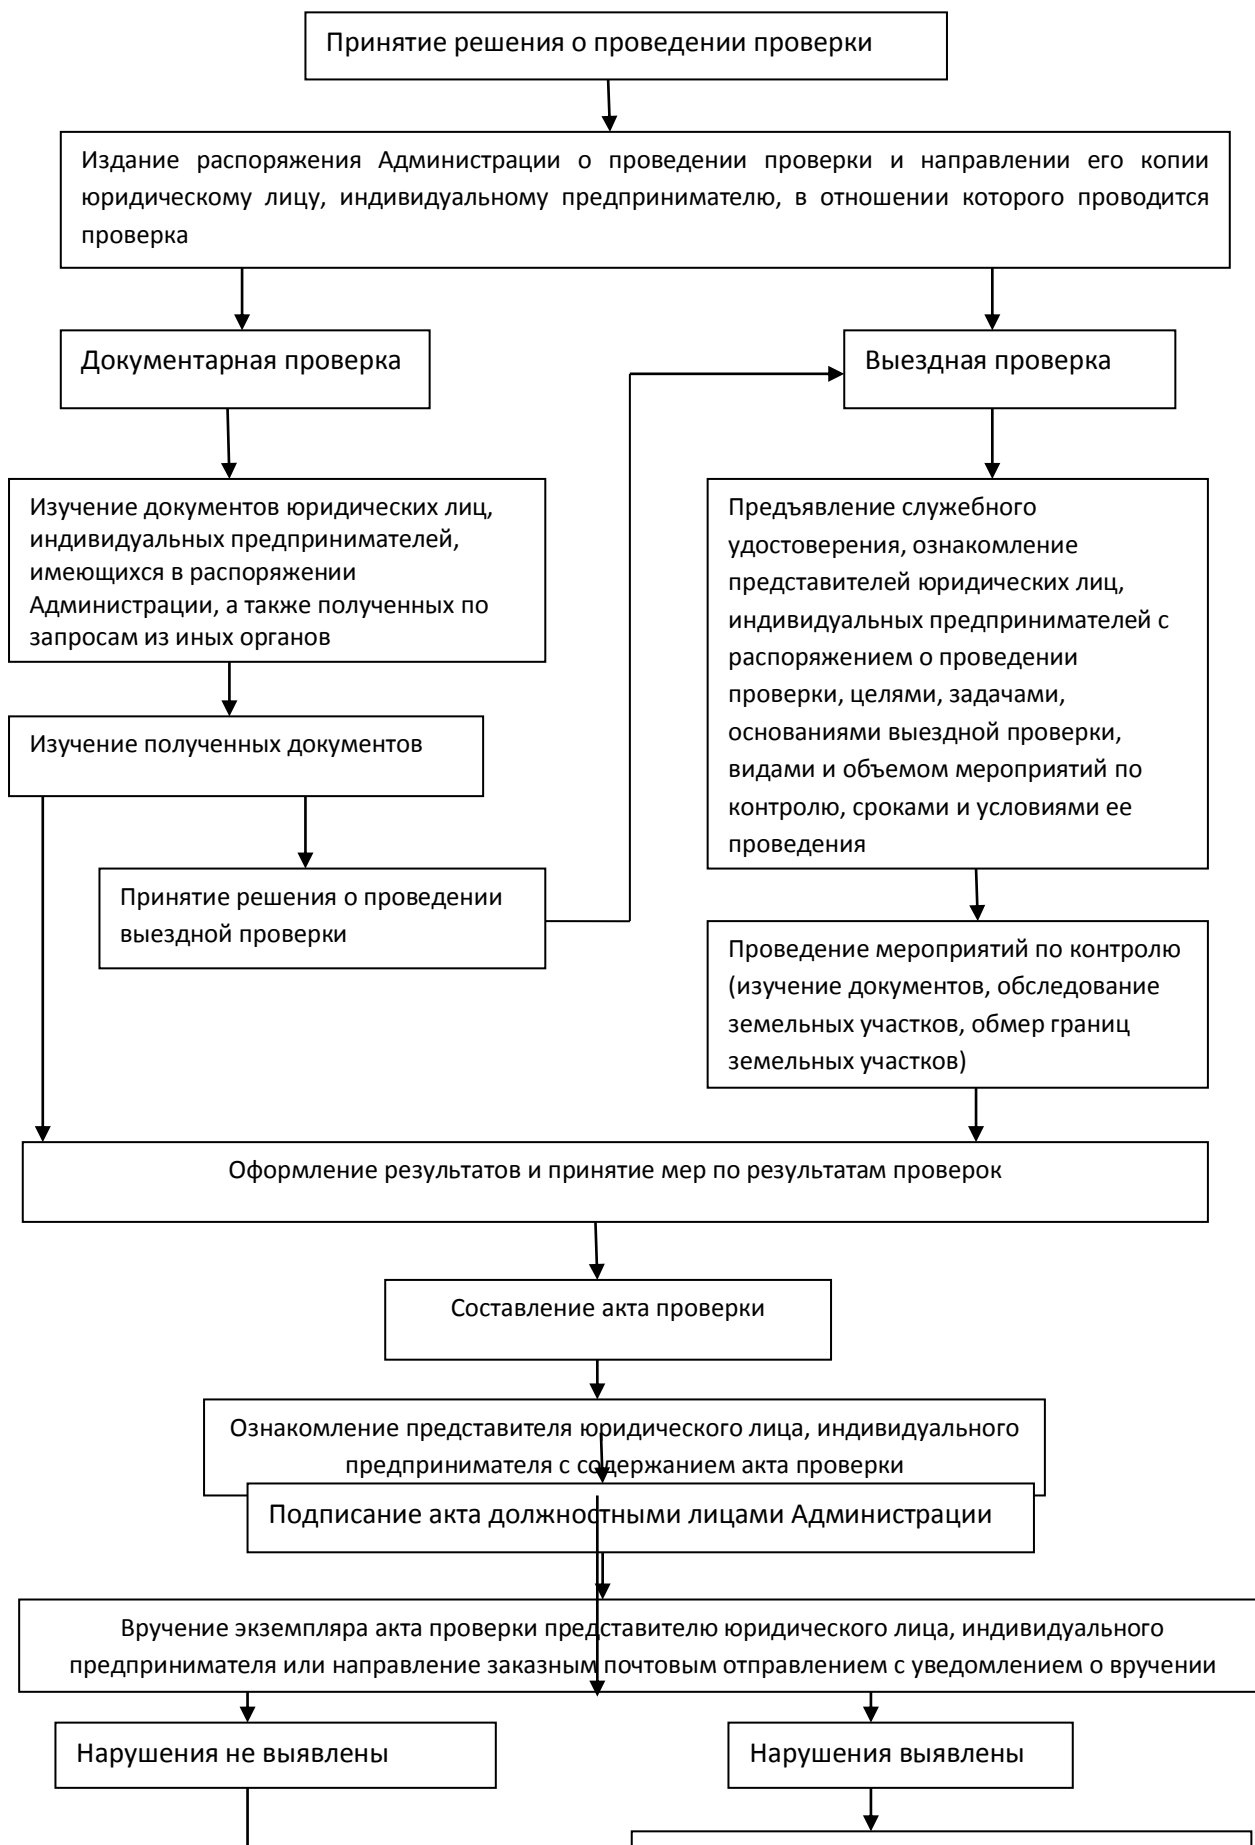 Принятие решения о проведении проверки
Издание распоряжения Администрации о проведении проверки и направлении его копии
юридическому лицу, индивидуальному предпринимателю, в отношении которого проводится
проверка
Документарная проверка
Выездная проверка
Изучение документов юридических лиц,
индивидуальных предпринимателей,
имеющихся в распоряжении
Администрации, а также полученных по
запросам из иных органов
Изучение полученных документов
Принятие решения о проведении
выездной проверки
Предъявление служебного
удостоверения, ознакомление
представителей юридических лиц,
индивидуальных предпринимателей с
распоряжением о проведении
проверки, целями, задачами,
основаниями выездной проверки,
видами и объемом мероприятий по
контролю, сроками и условиями ее
проведения
Проведение мероприятий по контролю
(изучение документов, обследование
земельных участков, обмер границ
земельных участков)
Оформление результатов и принятие мер по результатам проверок
Составление акта проверки
Ознакомление представителя юридического лица, индивидуального
предпринимателя с содержанием акта проверки
Подписание акта должностными лицами Администрации
Вручение экземпляра акта проверки представителю юридического лица, индивидуального
предпринимателя или направление заказным почтовым отправлением с уведомлением о вручении
Нарушения не выявлены
Нарушения выявлены